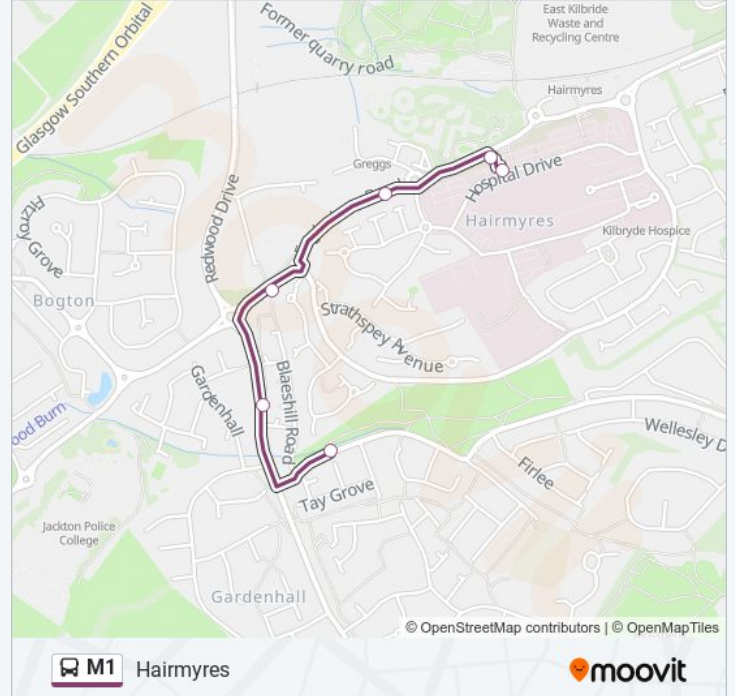 East Kilbride
Waste and
Recycling Centre
Former quarry road
Glasgow Southern Orbital
Hairmyres
Greggs
Hospital Drive
Redwood Drive
Fitzroy Grove
Hairmyres
Kilbryde Hospice
Bogton
Strathspey Avenue
Blaeshill Road
Gardenhall
ood Burn
Wellesley D
Firlee
Tay Grove
Jackton Police
College
Gardenhall
© OpenStreetMap contributors | © OpenMapTiles
M1 Hairmyres
moovit